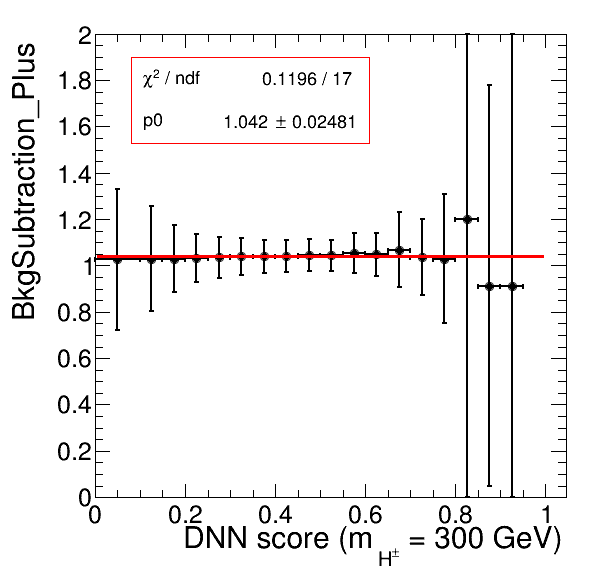 BkgSubtraction_Plus
2
1.8
1.6
1.4
1.2
1
0.8
0.6
0.4
0.2
0
χ² / ndf 0.1196 / 17
p0 1.042 ± 0.02481
0 0.2 0.4 0.6 0.8 1
DNN score (m_{H^±} = 300 GeV)